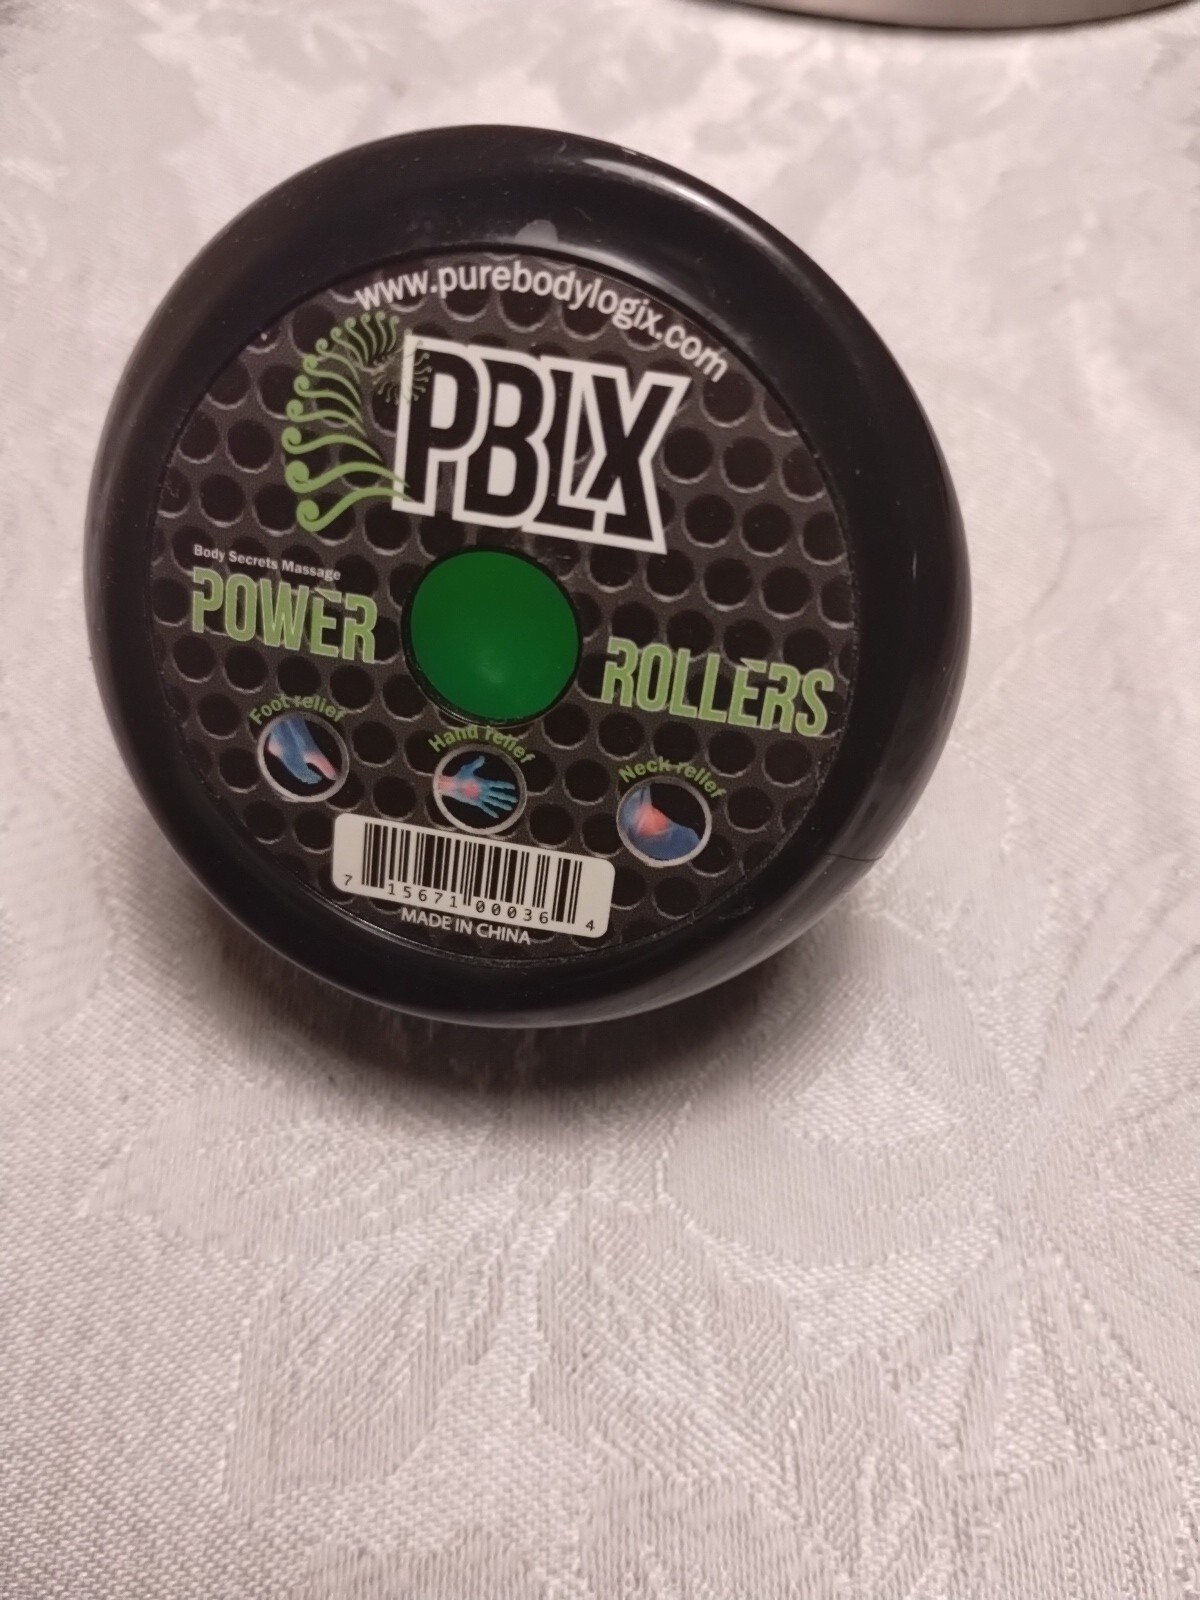 www.purebodylogix.com
PBLX
Body Secrets Massage
POWER ROLLERS
Foot relief
Hand relief
Neck relief
7 15671 00036 4
MADE IN CHINA